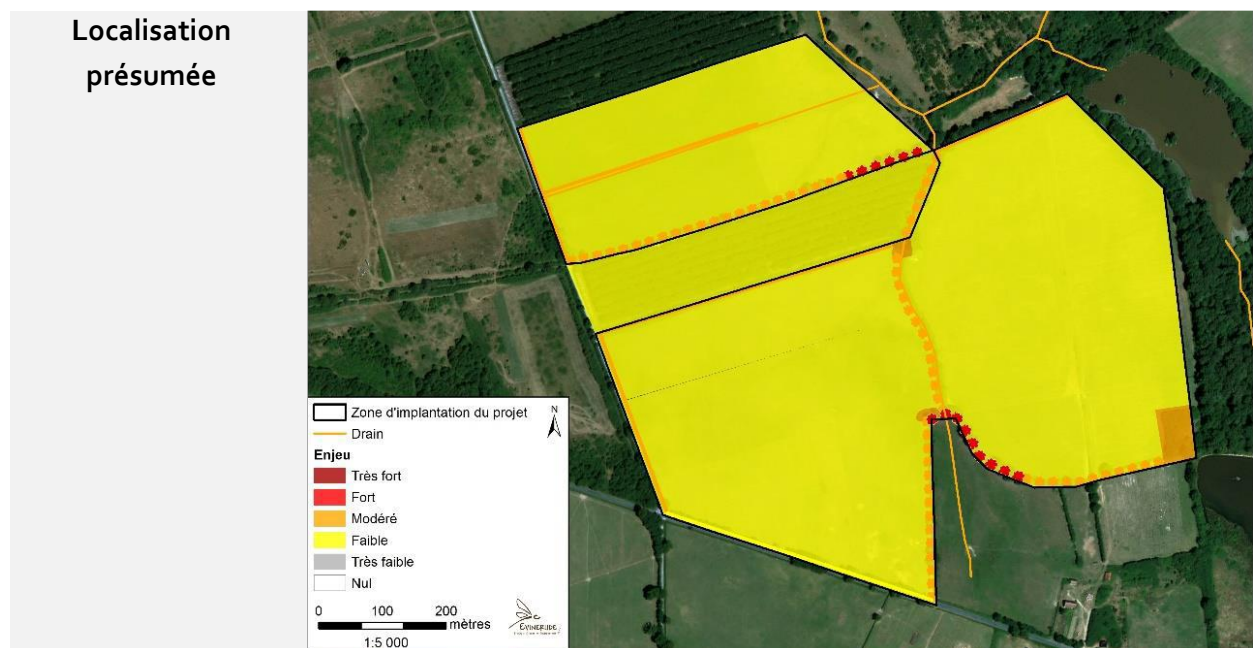 Localisation
présumée
Zone d'implantation du projet
N
Drain
Enjeu
Très fort
Fort
Modéré
Faible
Très faible
Nul
0 100 200
mètres
1:5 000
EVINERUDE